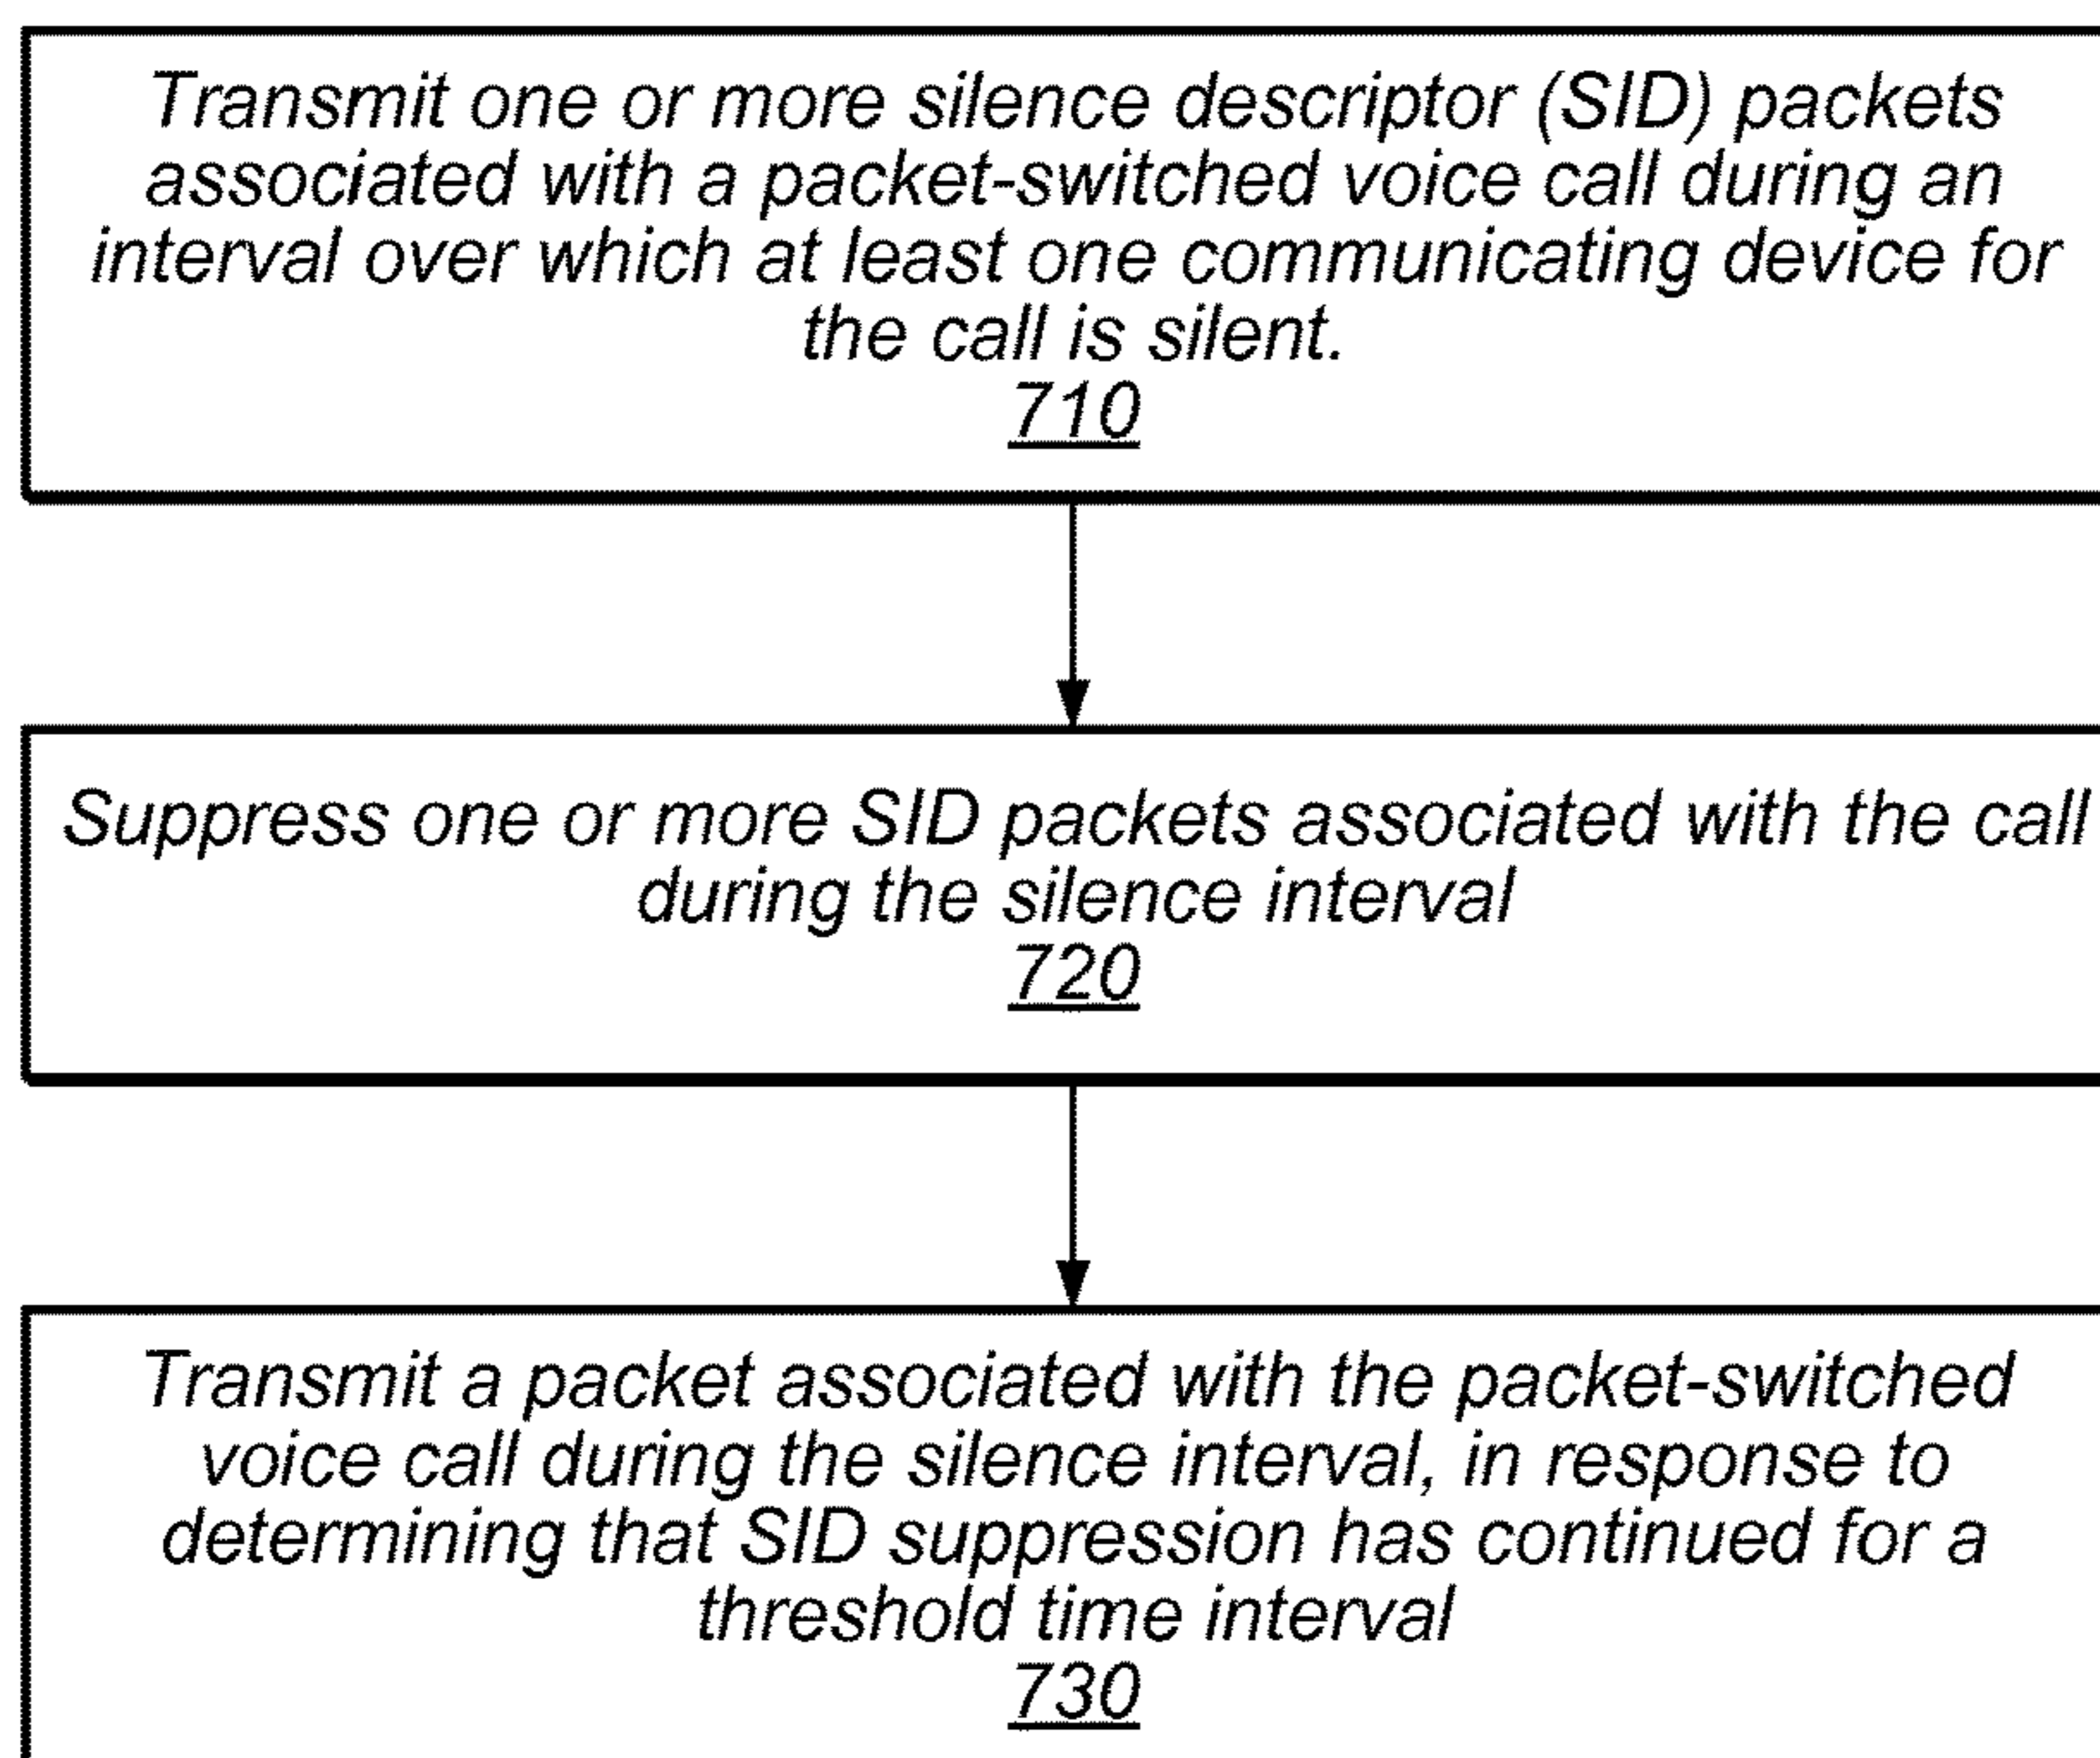 Transmit one or more silence descriptor (SID) packets
associated with a packet-switched voice call during an
interval over which at least one communicating device for
the call is silent.
710
Suppress one or more SID packets associated with the call
during the silence interval
720
Transmit a packet associated with the packet-switched
voice call during the silence interval, in response to
determining that SID suppression has continued for a
threshold time interval
730